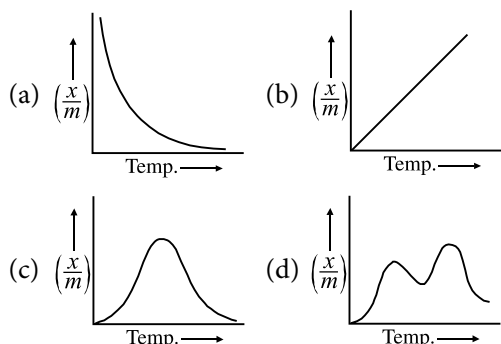 (a) (x/m) Temp.
(b) (x/m) Temp.
(c) (x/m) Temp.
(d) (x/m) Temp.